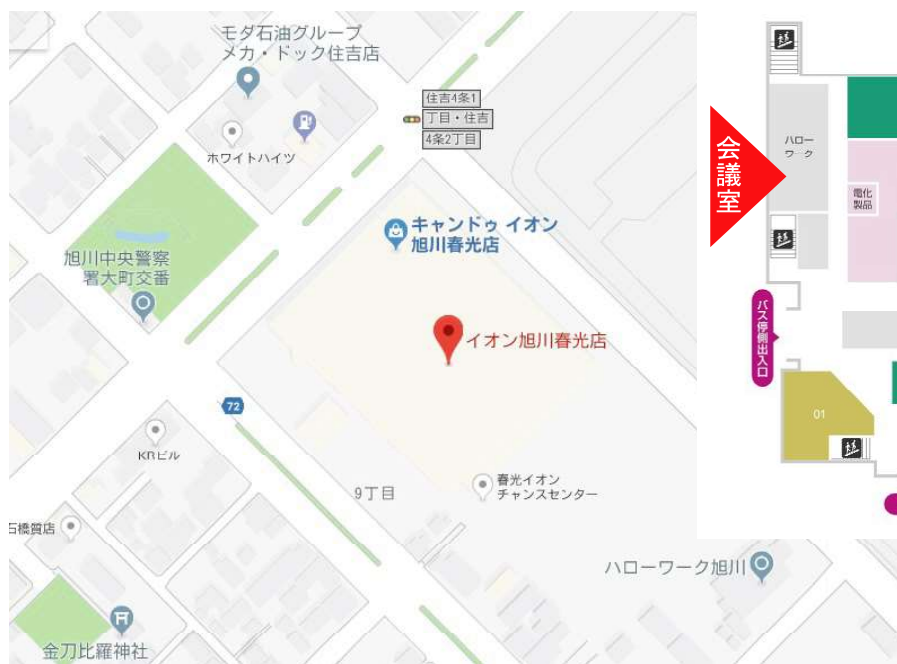 モダ石油グループ
メカ・ドック住吉店
ホワイトハイツ
住吉4条1
丁目・住吉
4条2丁目
キャンドゥ イオン
旭川春光店
旭川中央警察
署大町交番
イオン旭川春光店
72
KRビル
9丁目
春光イオン
チャンスセンター
石橋質店
ハローワーク旭川
金刀比羅神社
会議室
ハロー
ワーク
電化
製品
バス停側出入口
01